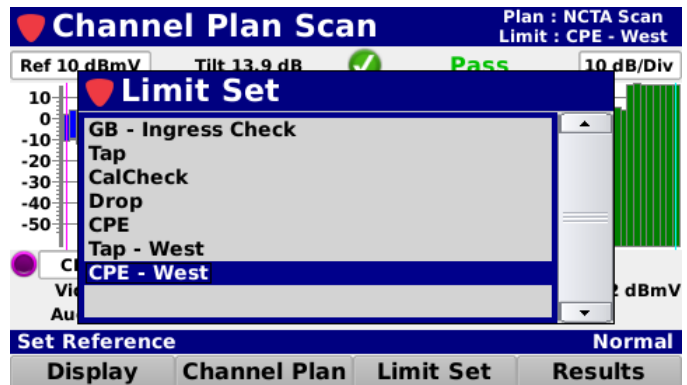 Channel Plan Scan
Plan : NCTA Scan
Limit : CPE - West
Ref 10 dBmV
Tilt 13.9 dB
Pass
10 dB/Div
Limit Set
10
0
-10
-20
-30
-40
-50
GB - Ingress Check
Tap
CalCheck
Drop
CPE
Tap - West
CPE - West
dBmV
Set Reference
Normal
Display
Channel Plan
Limit Set
Results